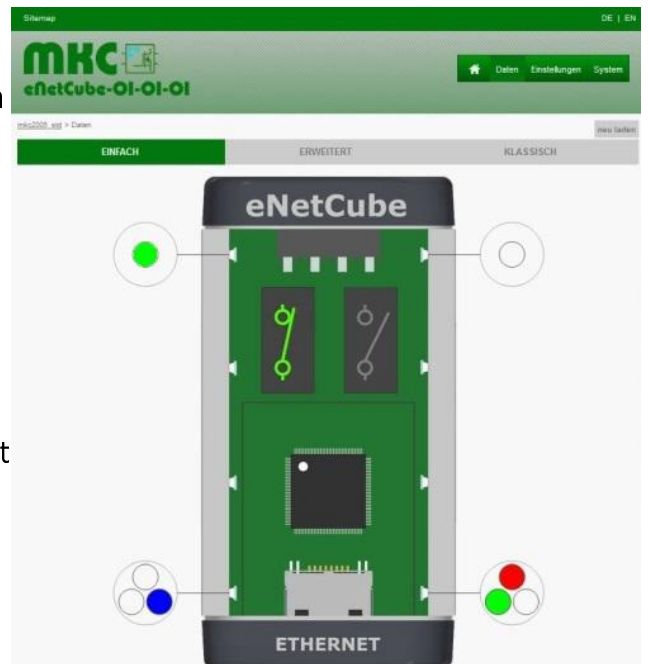 Sitemap
DE | EN
mkc
eNetCube-OI-OI-OI
Daten Einstellungen System
mkc2008_etd > Daten
neu laden
EINFACH ERWEITERT KLASSISCH
eNetCube
t
ETHERNET